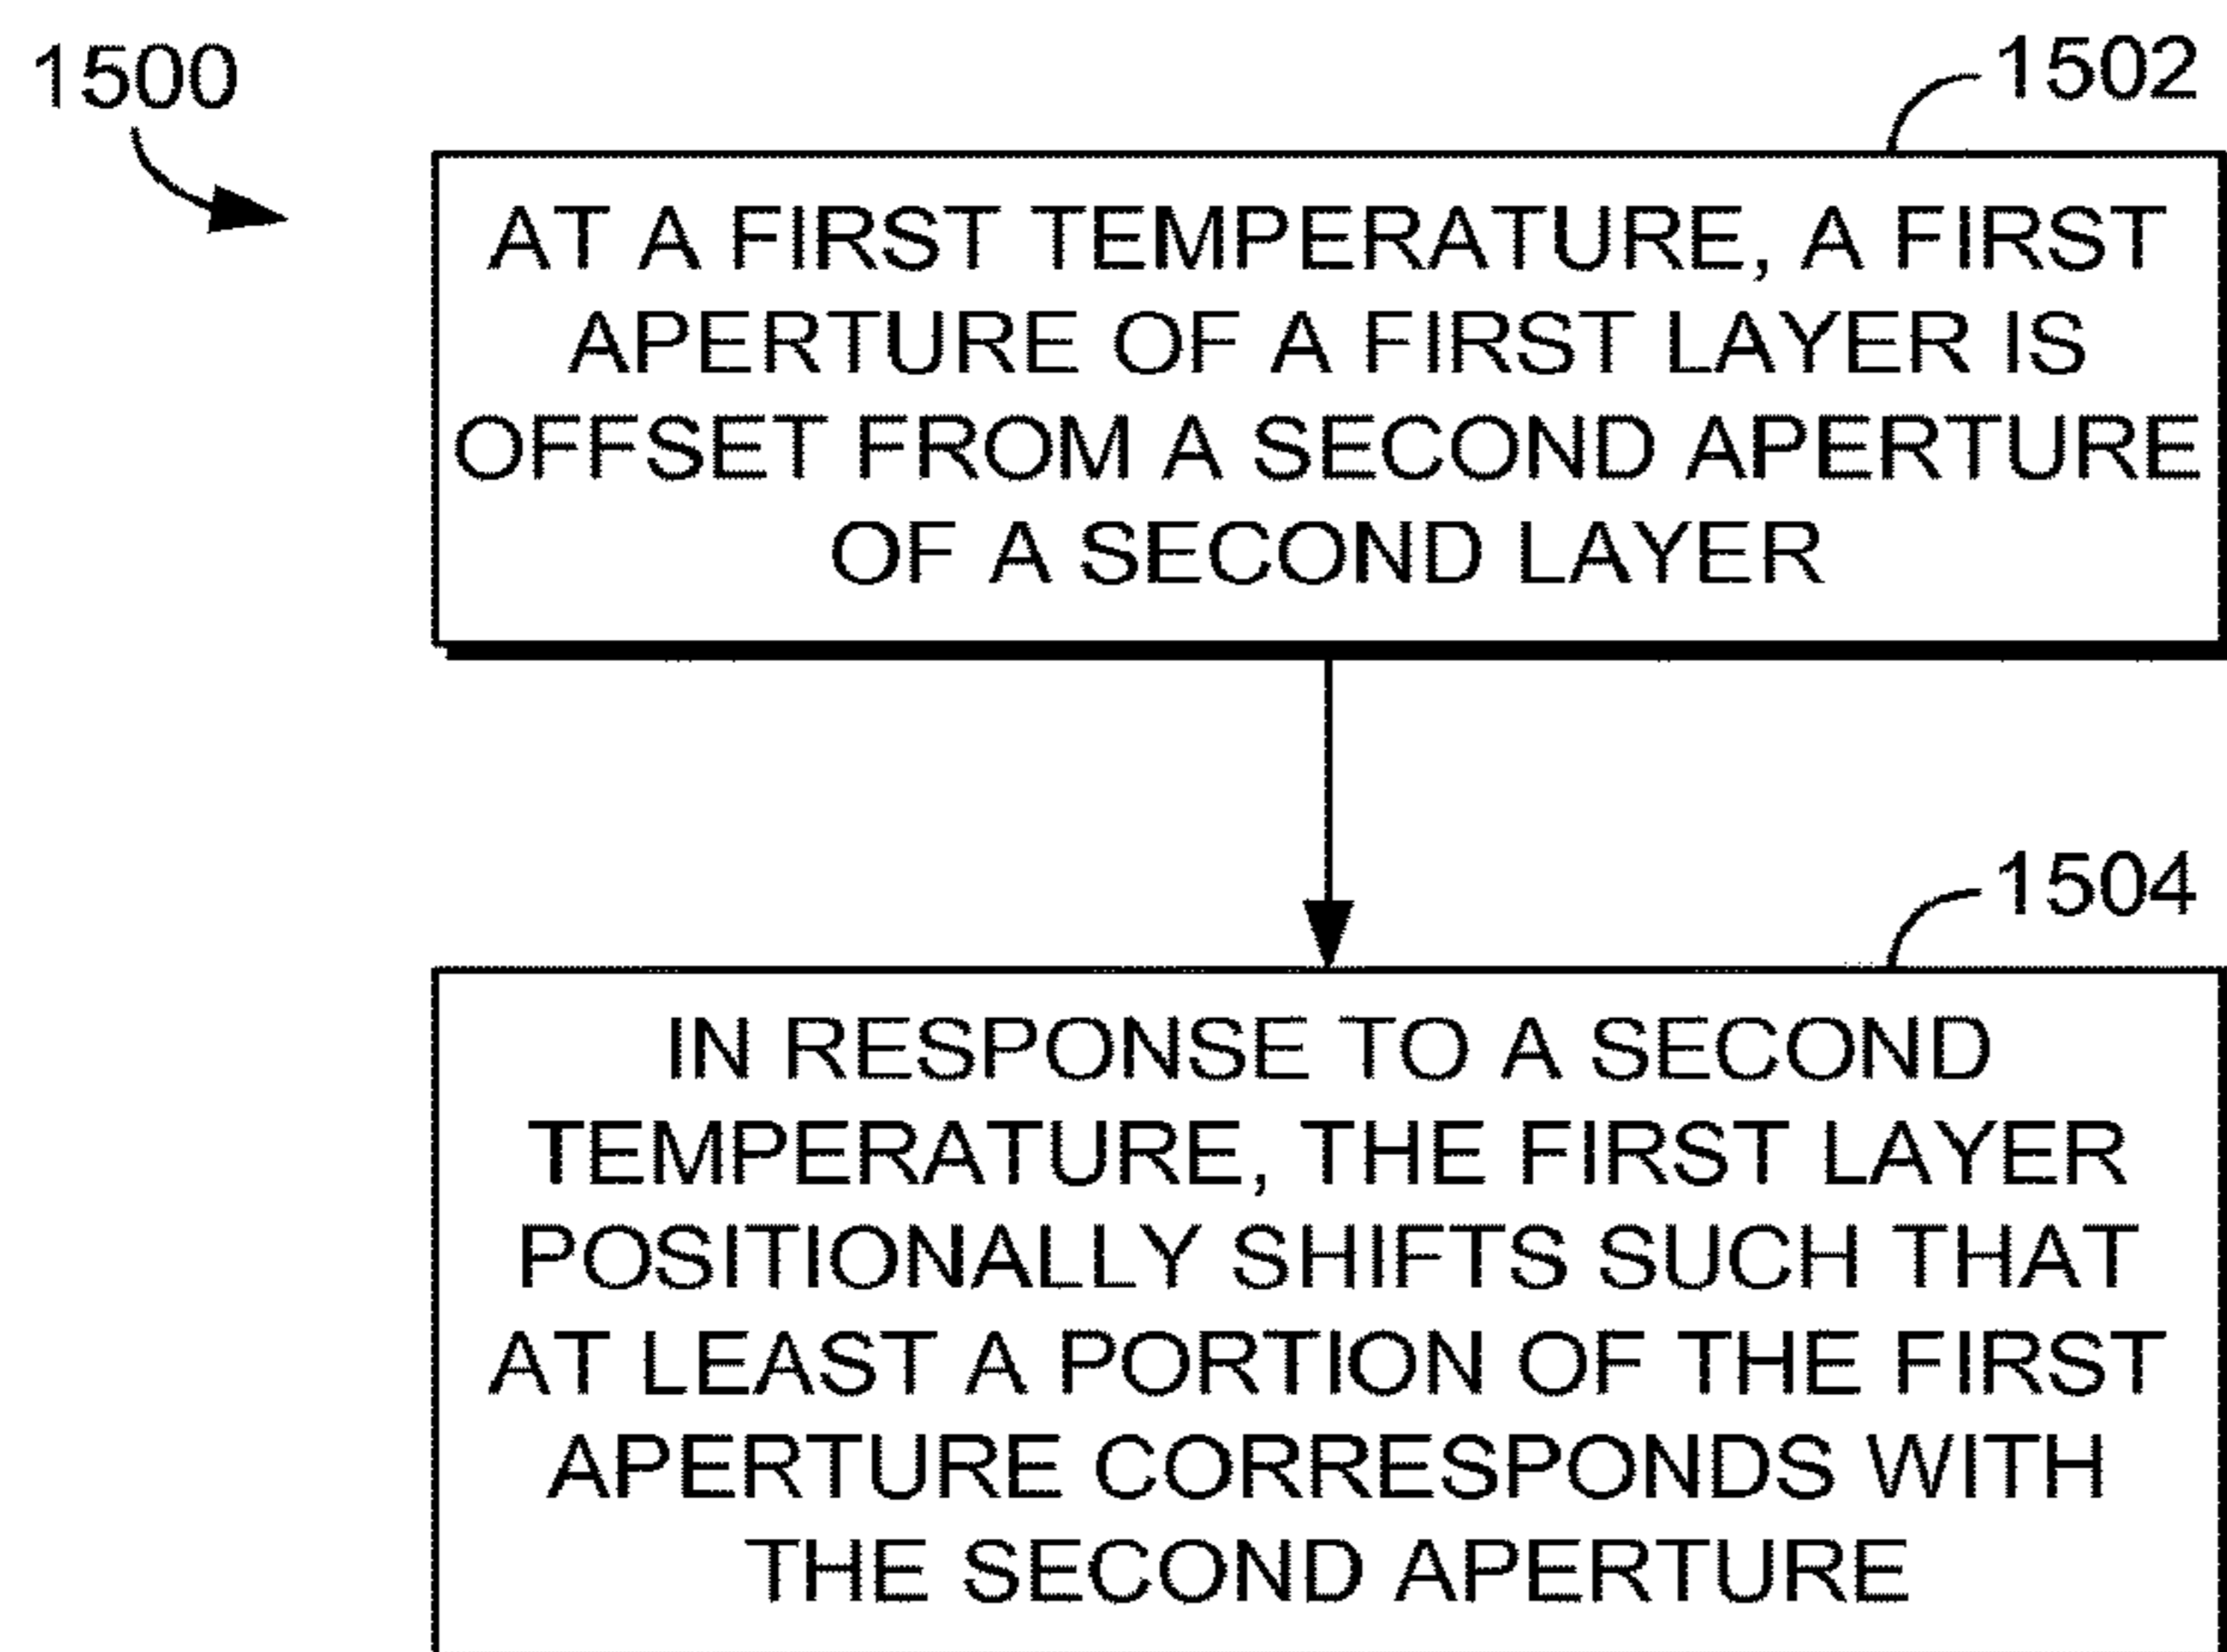 1500
1502
AT A FIRST TEMPERATURE, A FIRST
APERTURE OF A FIRST LAYER IS
OFFSET FROM A SECOND APERTURE
OF A SECOND LAYER
1504
IN RESPONSE TO A SECOND
TEMPERATURE, THE FIRST LAYER
POSITIONALLY SHIFTS SUCH THAT
AT LEAST A PORTION OF THE FIRST
APERTURE CORRESPONDS WITH
THE SECOND APERTURE